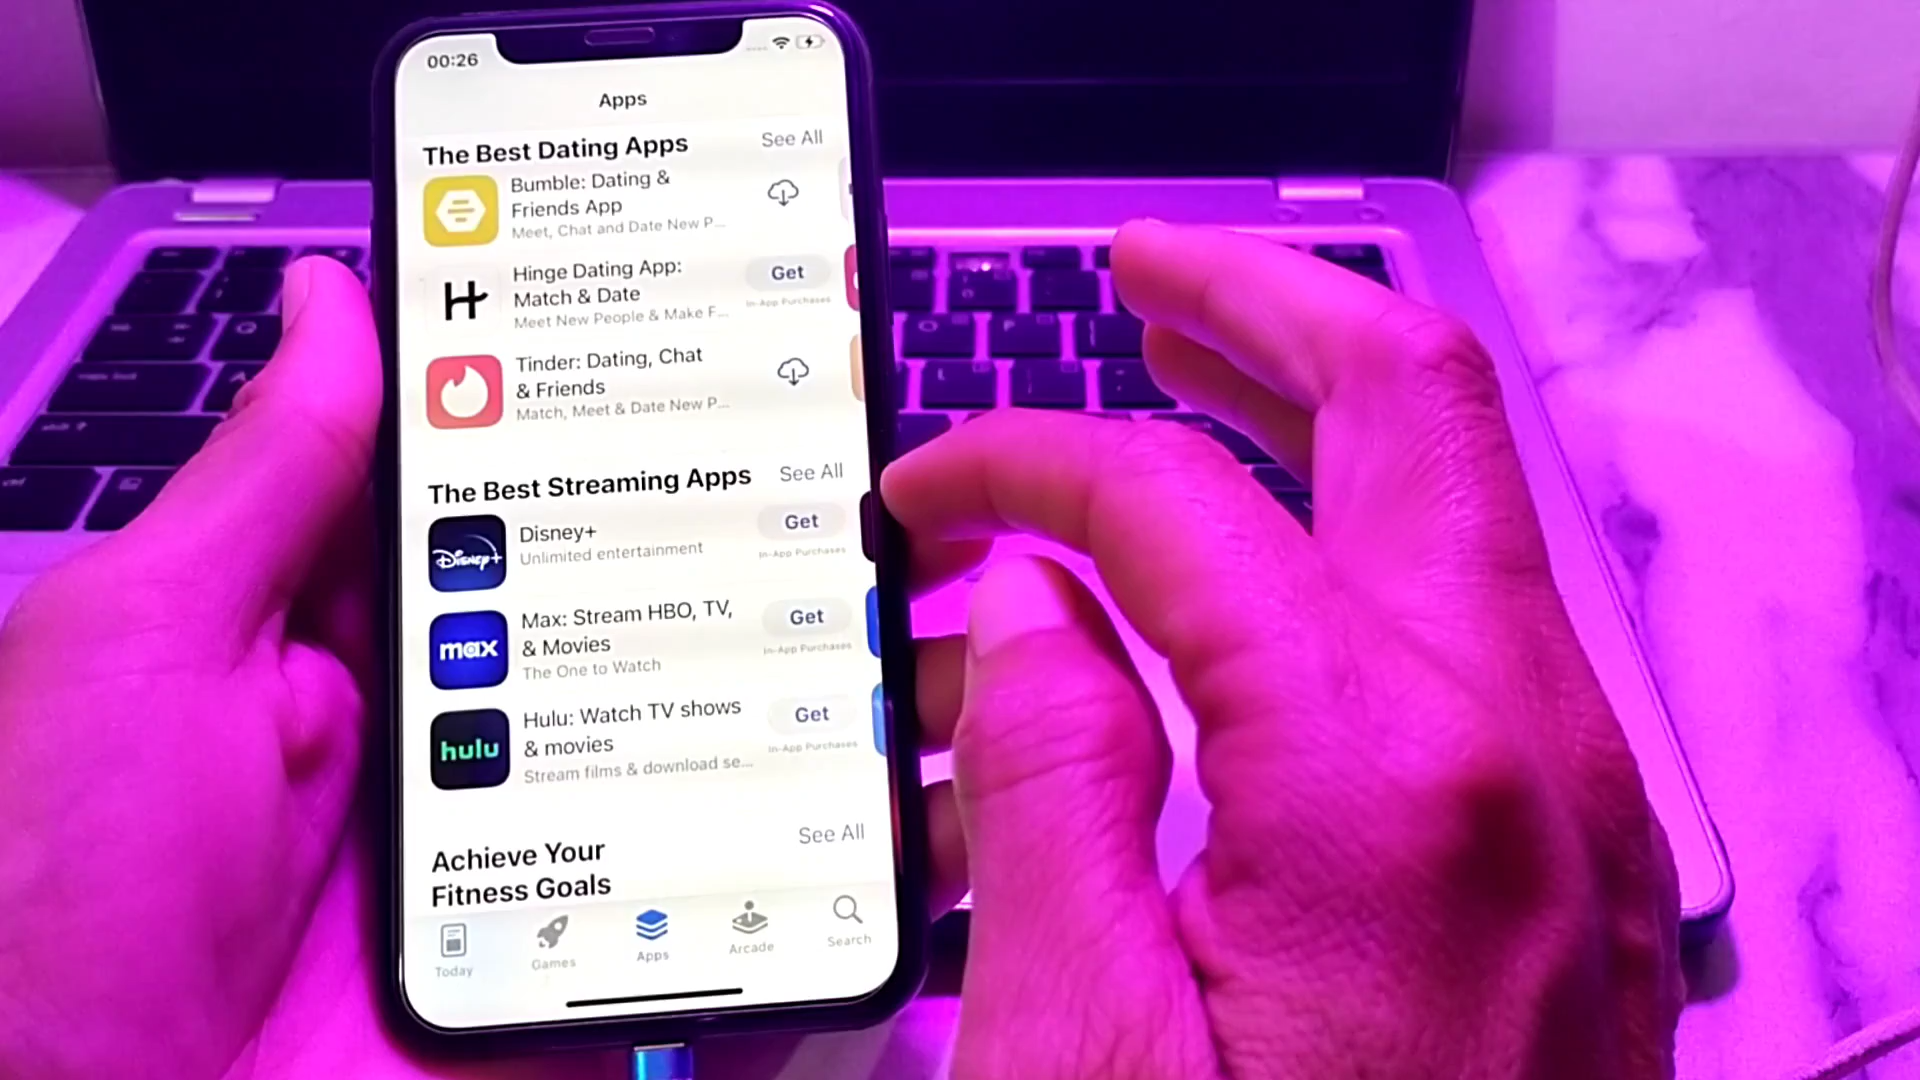 00:26
Apps
The Best Dating Apps
See All
Bumble: Dating &
Friends App
Meet, Chat and Date New P...
Hinge Dating App:
Match & Date
Meet New People & Make F...
Get
In-App Purchases
Tinder: Dating, Chat
& Friends
Match, Meet & Date New P...
The Best Streaming Apps
See All
Disney+
Disney+
Unlimited entertainment
Get
In-App Purchases
max
Max: Stream HBO, TV,
& Movies
The One to Watch
Get
In-App Purchases
hulu
Hulu: Watch TV shows
& movies
Stream films & download se...
Get
In-App Purchases
Achieve Your
Fitness Goals
See All
Today
Games
Apps
Arcade
Search